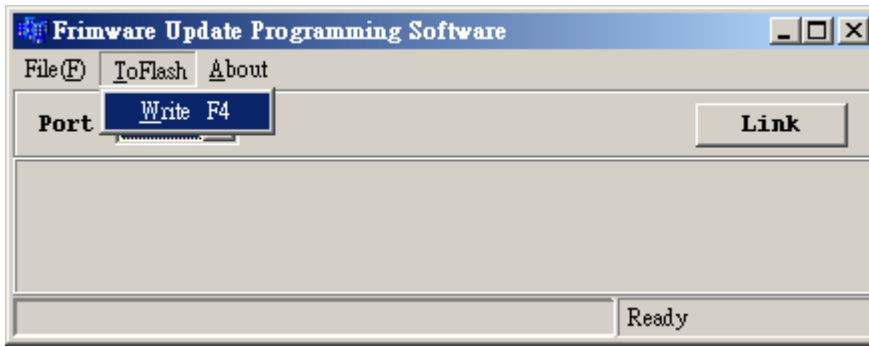 Frimware Update Programming Software
File(F) ToFlash About
Write F4
Port Link
Ready